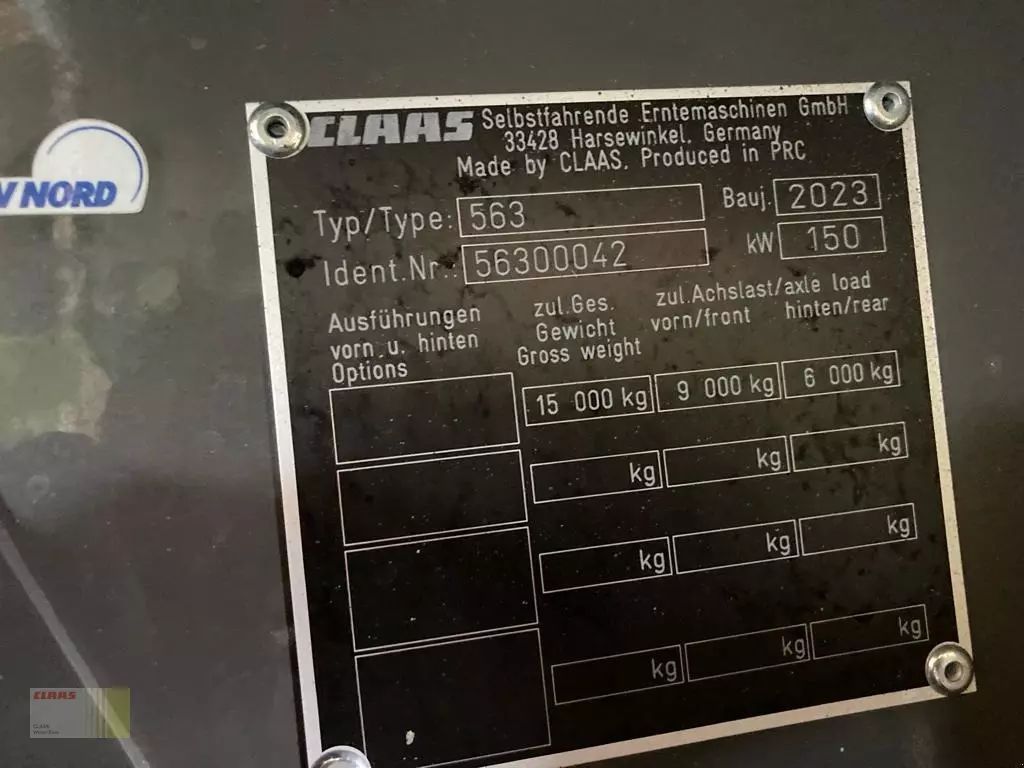 CLAAS Selbstfahrende Erntemaschinen GmbH
33428 Harsewinkel, Germany
Made by CLAAS. Produced in PRC
V NORD
Typ/Type: 563 Bauj. 2023
Ident.Nr.: 56300042 kW 150
Ausführungen
vorn u. hinten
Options
zul.Ges.
Gewicht
Gross weight
zul.Achslast/axle load
vorn/front hinten/rear
15 000 kg 9 000 kg 6 000 kg
kg kg kg
kg kg kg
kg kg kg
CLAAS